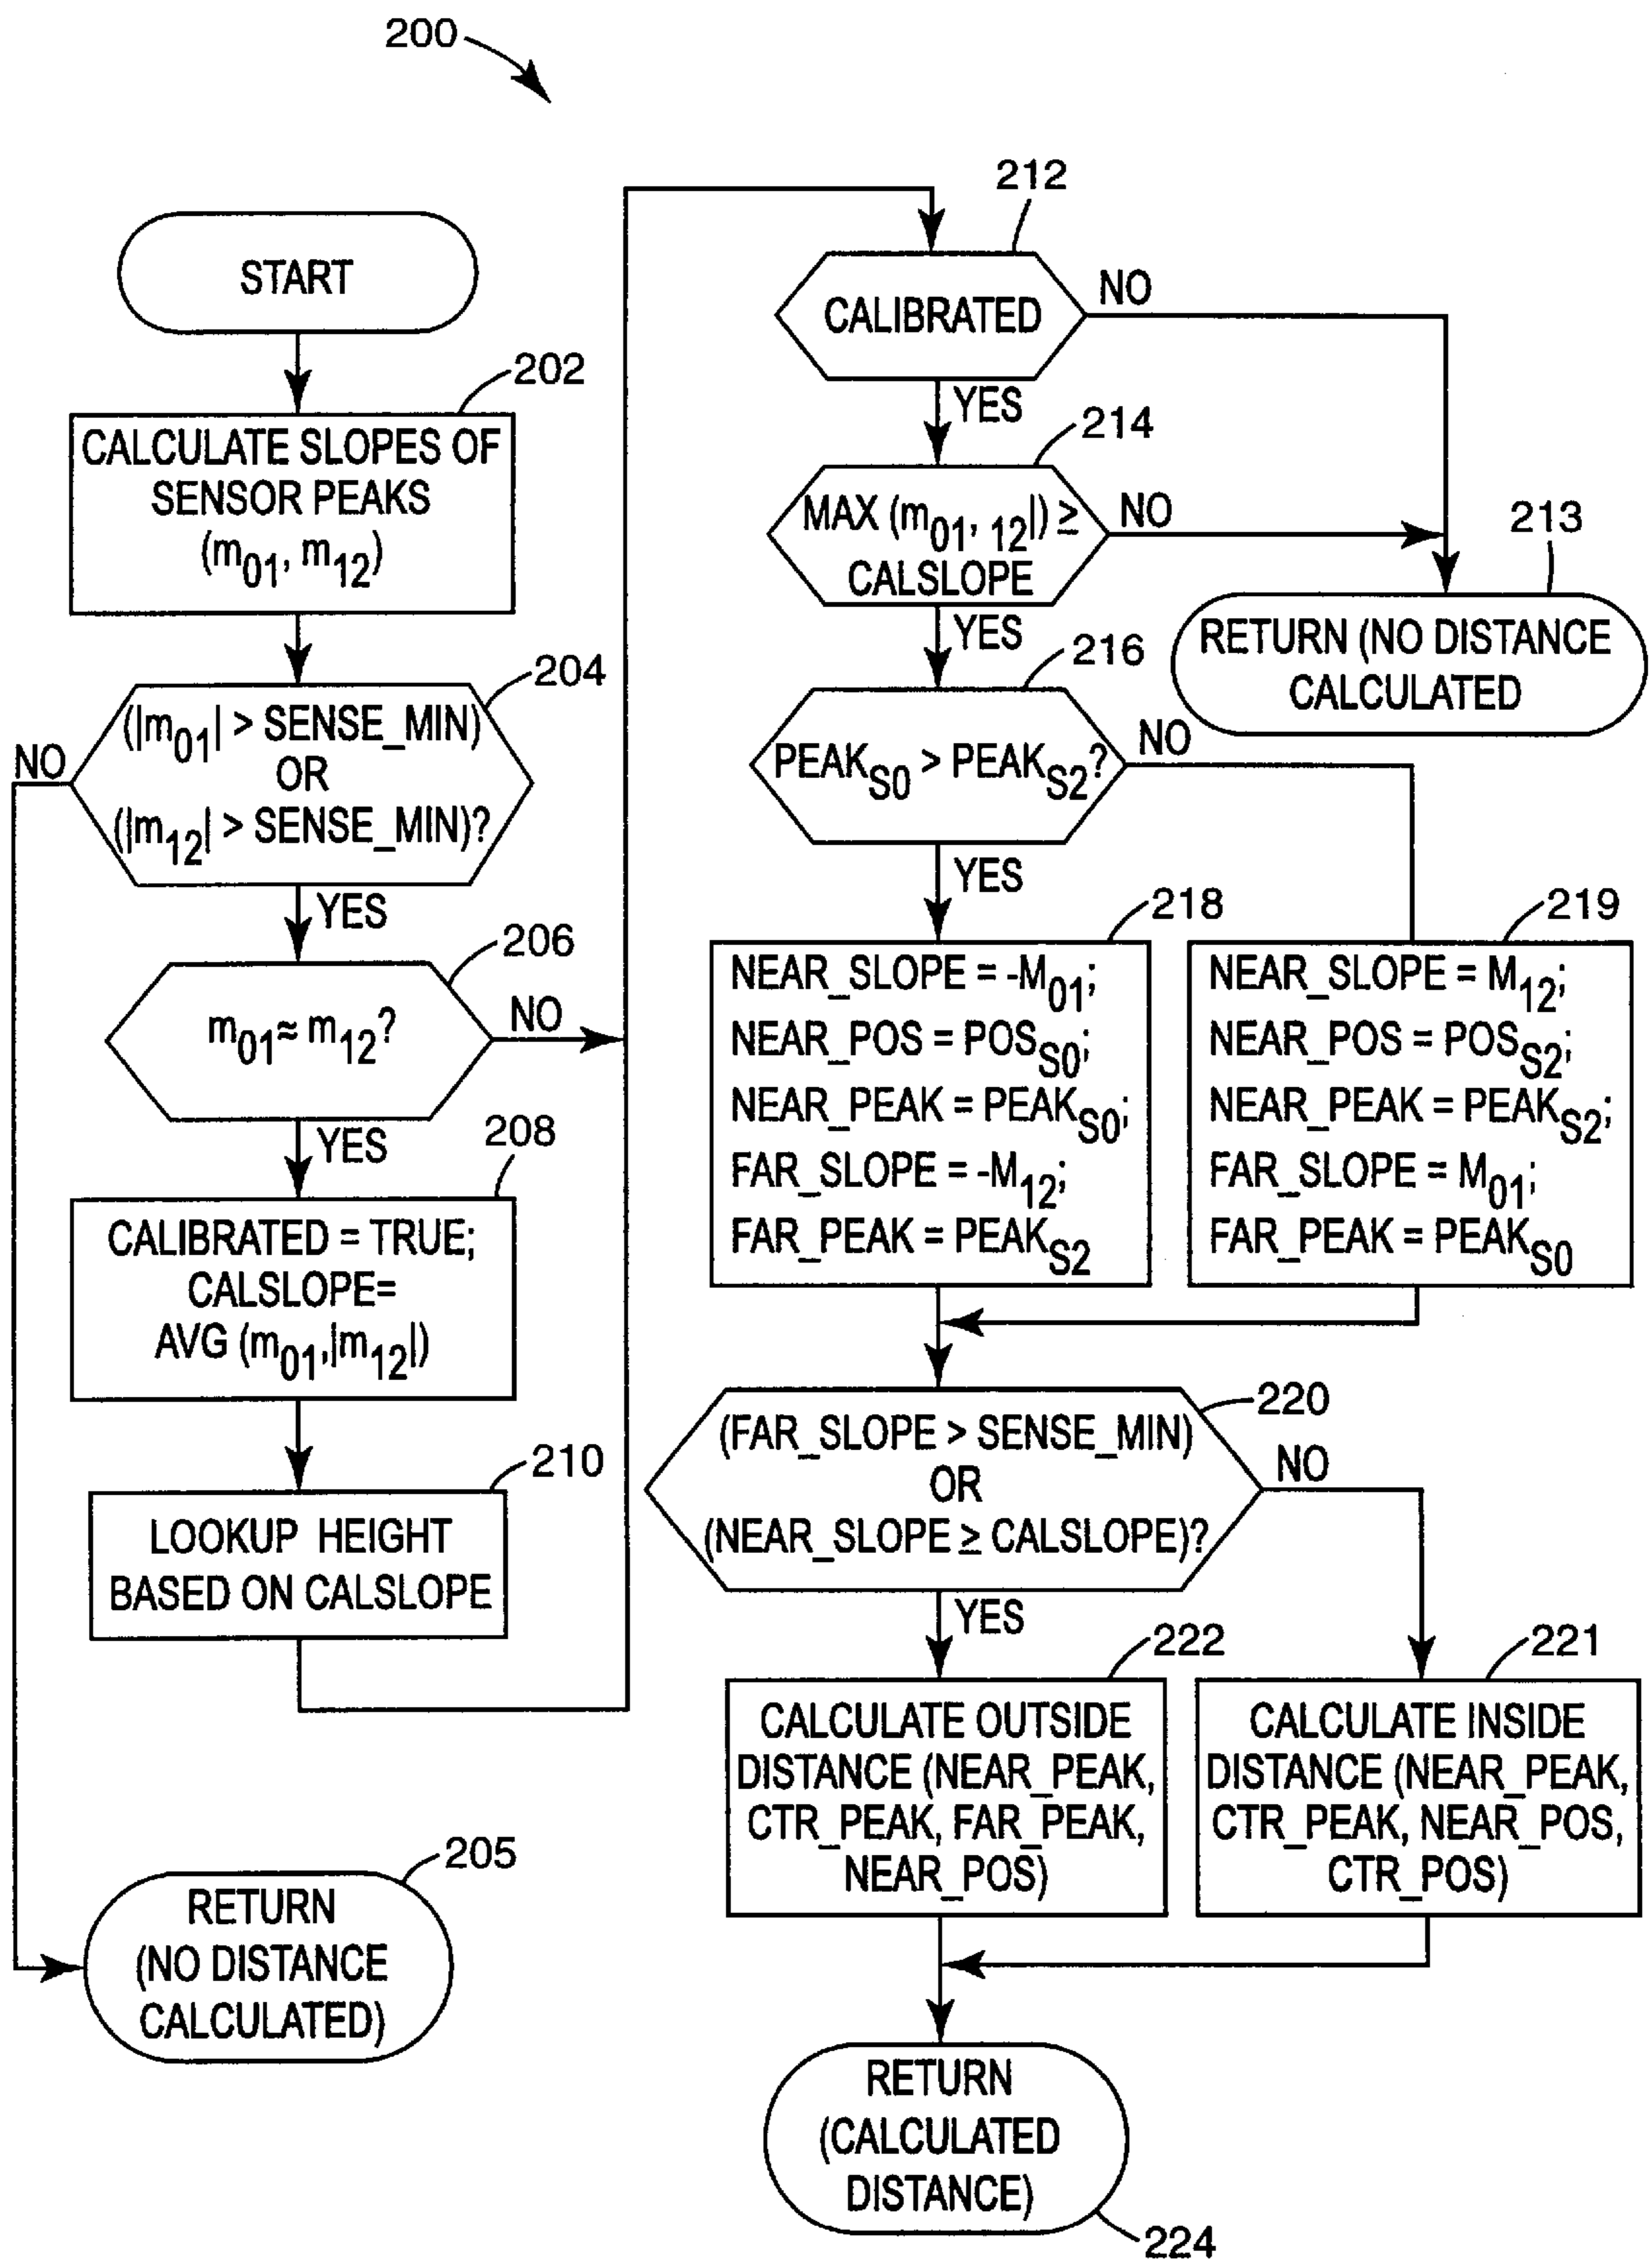 200
START
202
CALCULATE SLOPES OF
SENSOR PEAKS
(m01, m12)
204
(|m01| > SENSE_MIN)
OR
(|m12| > SENSE_MIN)?
NO
YES
206
m01≈ m12?
NO
YES
208
CALIBRATED = TRUE;
CALSLOPE=
AVG (m01,|m12|)
210
LOOKUP HEIGHT
BASED ON CALSLOPE
205
RETURN
(NO DISTANCE
CALCULATED)
212
CALIBRATED
NO
YES
214
MAX (m01, 12|) ≥
CALSLOPE
NO
YES
213
RETURN (NO DISTANCE
CALCULATED
216
PEAKS0 > PEAKS2?
NO
YES
218
NEAR_SLOPE = -M01;
NEAR_POS = POSS0;
NEAR_PEAK = PEAKS0;
FAR_SLOPE = -M12;
FAR_PEAK = PEAKS2
219
NEAR_SLOPE = M12;
NEAR_POS = POSS2;
NEAR_PEAK = PEAKS2;
FAR_SLOPE = M01;
FAR_PEAK = PEAKS0
220
(FAR_SLOPE > SENSE_MIN)
OR
(NEAR_SLOPE ≥ CALSLOPE)?
NO
YES
222
CALCULATE OUTSIDE
DISTANCE (NEAR_PEAK,
CTR_PEAK, FAR_PEAK,
NEAR_POS)
221
CALCULATE INSIDE
DISTANCE (NEAR_PEAK,
CTR_PEAK, NEAR_POS,
CTR_POS)
RETURN
(CALCULATED
DISTANCE)
224